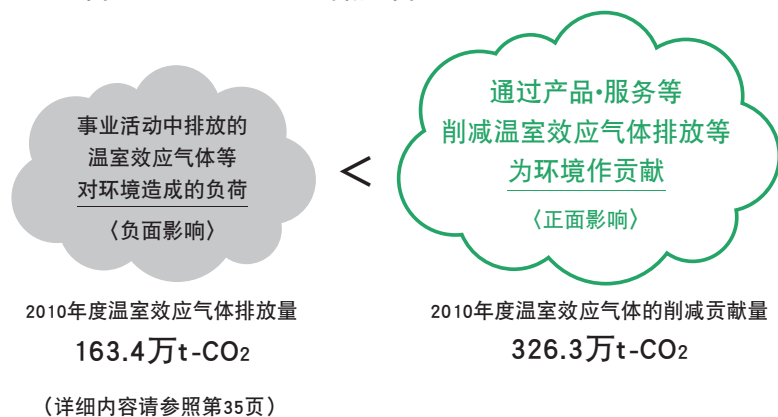 事业活动中排放的
温室效应气体等
对环境造成的负荷
〈负面影响〉
<
通过产品·服务等
削减温室效应气体排放等
为环境作贡献
〈正面影响〉
2010年度温室效应气体排放量
163.4万t-CO2
（详细内容请参照第35页）
2010年度温室效应气体的削减贡献量
326.3万t-CO2